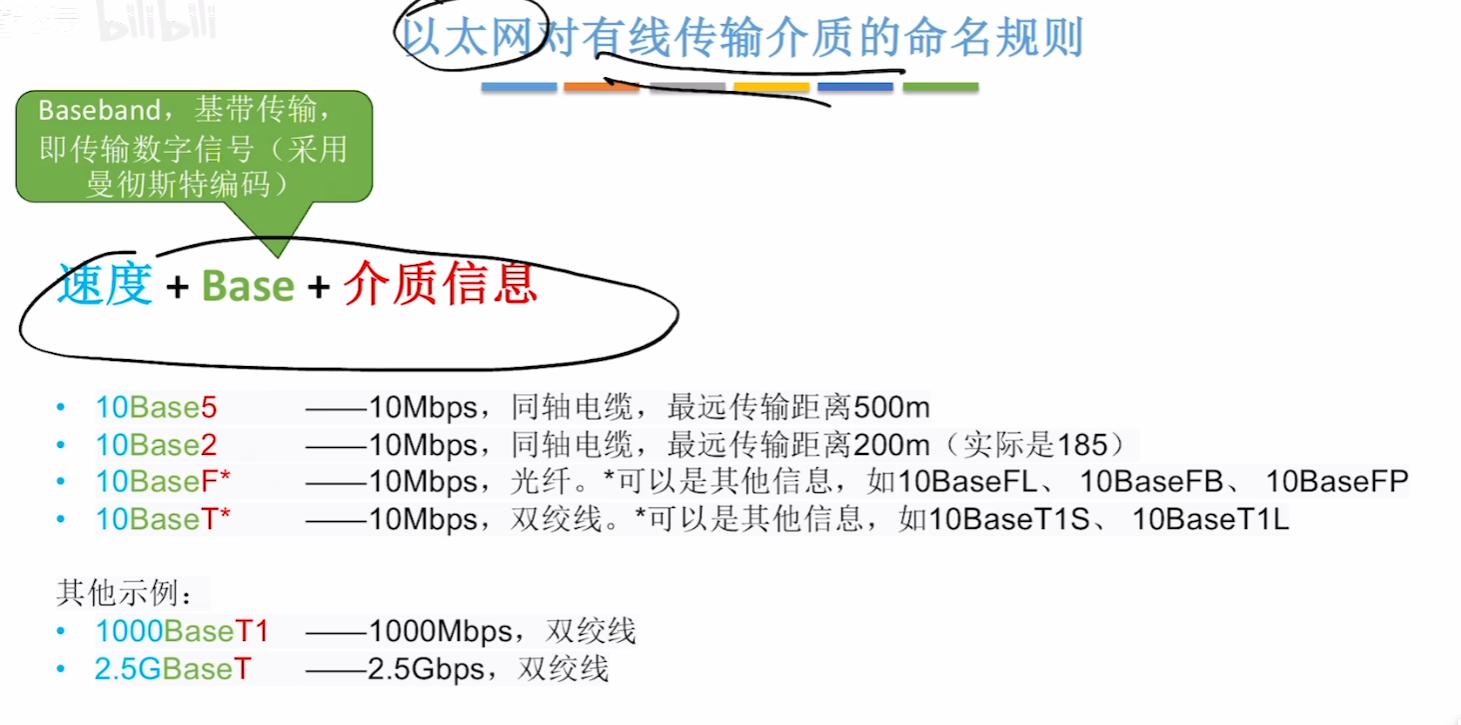 bilibili
以太网对有线传输介质的命名规则
Baseband，基带传输，
即传输数字信号（采用
曼彻斯特编码）
速度 + Base + 介质信息
• 10Base5 ——10Mbps，同轴电缆，最远传输距离500m
• 10Base2 ——10Mbps，同轴电缆，最远传输距离200m（实际是185）
• 10BaseF* ——10Mbps，光纤。*可以是其他信息，如10BaseFL、 10BaseFB、 10BaseFP
• 10BaseT* ——10Mbps，双绞线。*可以是其他信息，如10BaseT1S、 10BaseT1L
其他示例：
• 1000BaseT1 ——1000Mbps，双绞线
• 2.5GBaseT ——2.5Gbps，双绞线